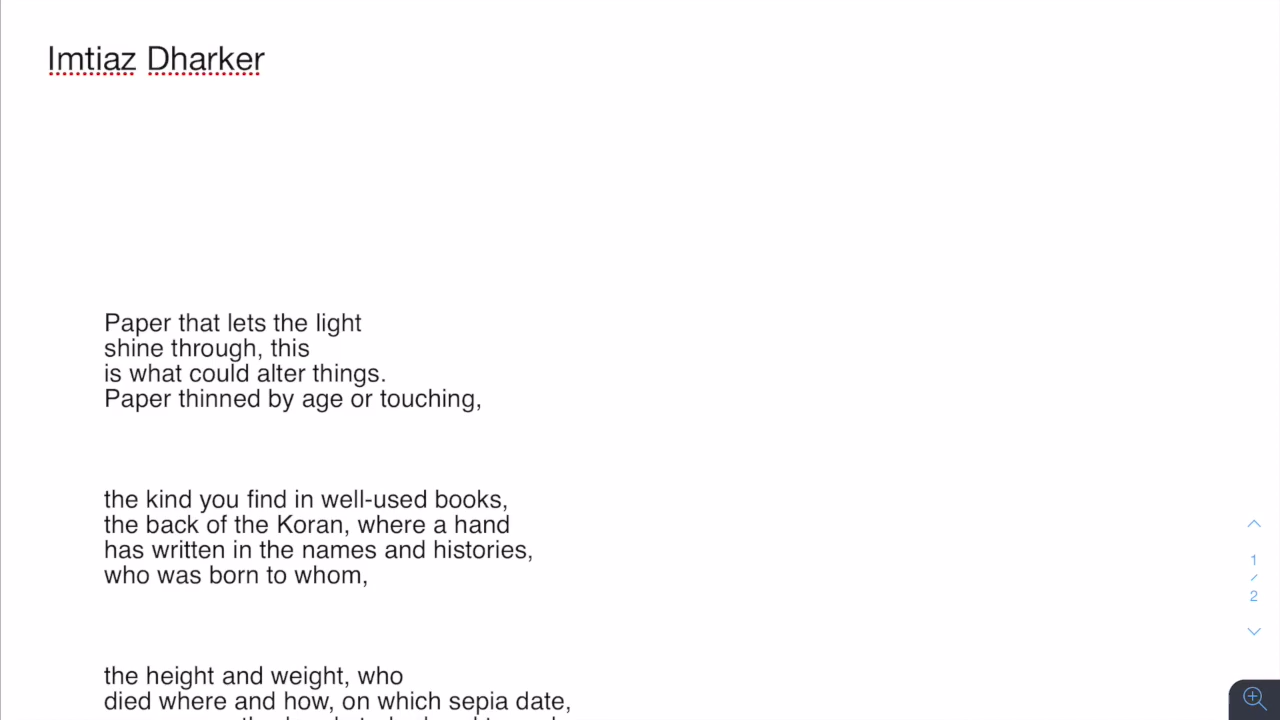 Imtiaz Dharker
Paper that lets the light
shine through, this
is what could alter things.
Paper thinned by age or touching,
the kind you find in well-used books,
the back of the Koran, where a hand
has written in the names and histories,
who was born to whom,
the height and weight, who
died where and how, on which sepia date,
1
/
2